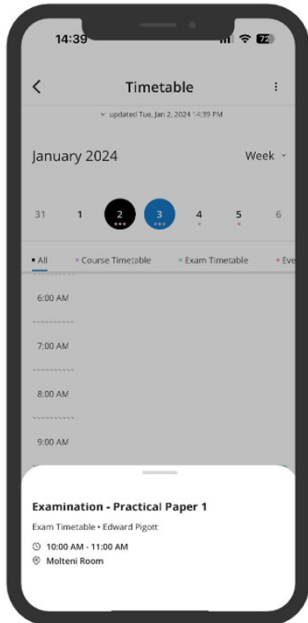 14:39
72
Timetable
updated Tue, Jan 2, 2024 14:39 PM
January 2024 Week
31 1 2 3 4 5 6
All Course Timetable Exam Timetable Eve
6:00 AM
7:00 AM
8:00 AM
9:00 AM
Examination - Practical Paper 1
Exam Timetable • Edward Pigott
10:00 AM - 11:00 AM
Molteni Room